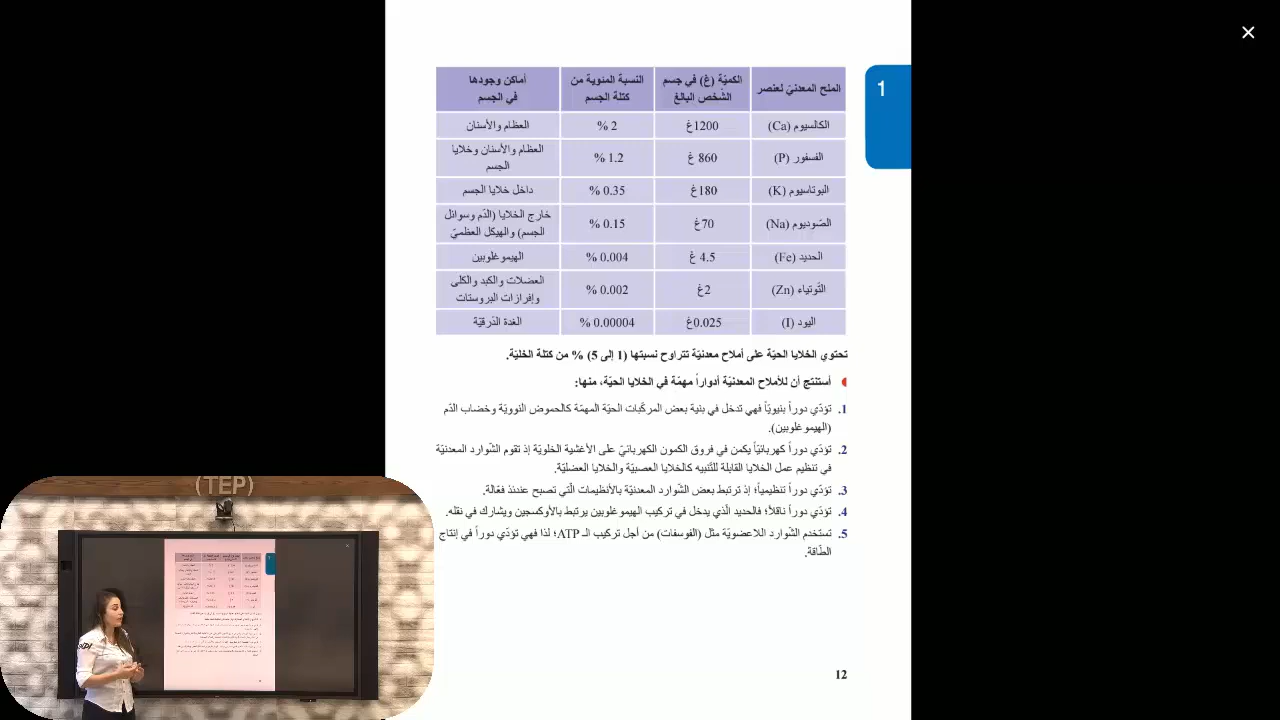 1
الملح المعدنيّ لعنصر | الكميّة (غ) في جسم الشّخص البالغ | النسبة المئوية من كتلة الجسم | أماكن وجودها في الجسم
الكالسيوم (Ca) | 1200غ | 2 % | العظام والأسنان
الفسفور (P) | 860 غ | 1.2 % | العظام والأسنان وخلايا الجسم
البوتاسيوم (K) | 180غ | 0.35 % | داخل خلايا الجسم
الصّوديوم (Na) | 70غ | 0.15 % | خارج الخلايا (الدّم وسوائل الجسم) والهيكل العظميّ
الحديد (Fe) | 4.5 غ | 0.004 % | الهيموغلوبين
التّوتياء (Zn) | 2غ | 0.002 % | العضلات والكبد والكلى وإفرازات البروستات
اليود (I) | 0.025غ | 0.00004 % | الغدة الدّرقيّة
تحتوي الخلايا الحيّة على أملاح معدنيّة تتراوح نسبتها (1 إلى 5) % من كتلة الخليّة.
أستنتج أن للأملاح المعدنيّة أدواراً مهمّة في الخلايا الحيّة، منها:
1. تؤدّي دوراً بنيويّاً فهي تدخل في بنية بعض المركّبات الحيّة المهمّة كالحموض النوويّة وخضاب الدّم
(الهيموغلوبين).
2. تؤدّي دوراً كهربائيّاً يكمن في فروق الكمون الكهربائيّ على الأغشية الخلويّة إذ تقوم الشّوارد المعدنيّة
في تنظيم عمل الخلايا القابلة للتّنبيه كالخلايا العصبيّة والخلايا العضليّة.
3. تؤدّي دوراً تنظيمياً؛ إذ ترتبط بعض الشّوارد المعدنيّة بالأنظيمات الّتي تصبح عندئذ فعّالة.
4. تؤدّي دوراً ناقلاً؛ فالحديد الّذي يدخل في تركيب الهيموغلوبين يرتبط بالأوكسجين ويشارك في نقله.
5. تستخدم الشّوارد اللاعضويّة مثل (الفوسفات) من أجل تركيب الـ ATP؛ لذا فهي تؤدّي دوراً في إنتاج
الطّاقة.
12
(TEP)